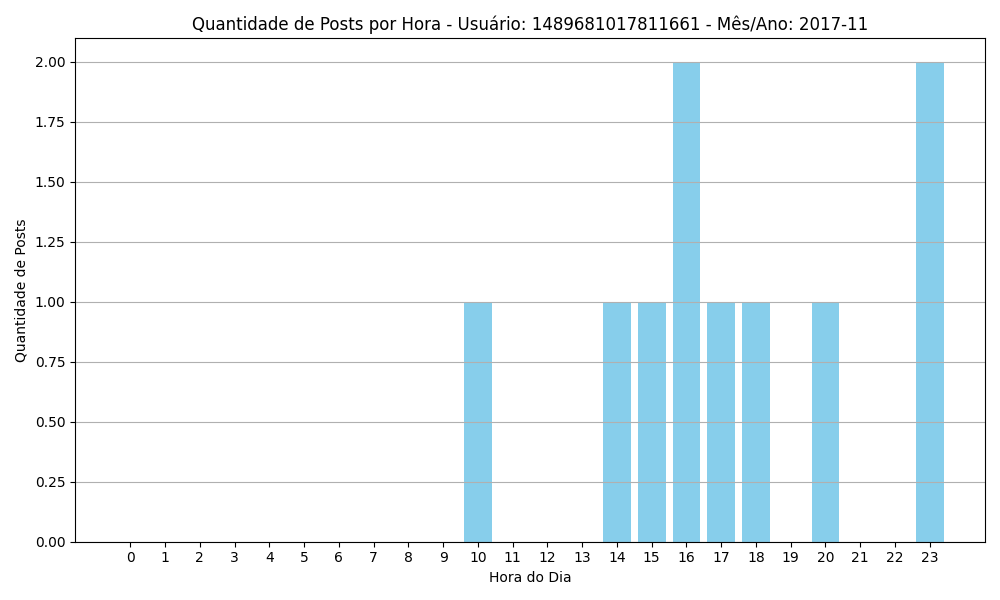 Quantidade de Posts por Hora - Usuário: 1489681017811661 - Mês/Ano: 2017-11
Quantidade de Posts
2.00
1.75
1.50
1.25
1.00
0.75
0.50
0.25
0.00
0 1 2 3 4 5 6 7 8 9 10 11 12 13 14 15 16 17 18 19 20 21 22 23
Hora do Dia